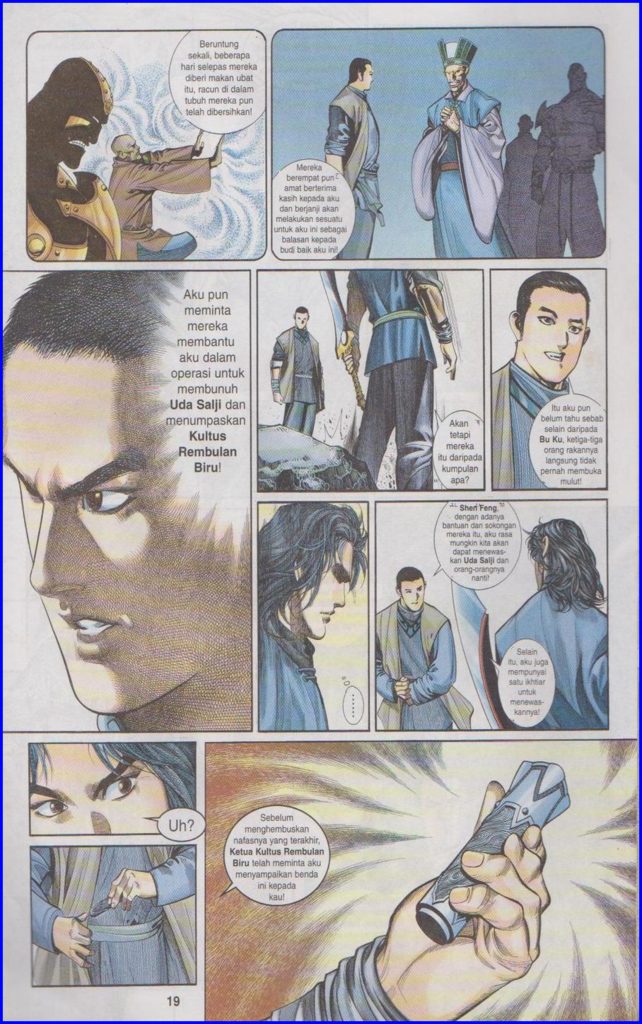 Beruntung
sekali, beberapa
hari selepas mereka
diberi makan ubat
itu, racun di dalam
tubuh mereka pun
telah dibersihkan!
Mereka
berempat pun
amat berterima
kasih kepada aku
dan berjanji akan
melakukan sesuatu
untuk aku ini sebagai
balasan kepada
budi baik aku ini!
Aku pun
meminta
mereka
membantu
aku dalam
operasi untuk
membunuh
Uda Salji dan
menumpaskan
Kultus
Rembulan
Biru!
Akan
tetapi
mereka
itu daripada
kumpulan
apa?
Itu aku pun
belum tahu sebab
selain daripada
Bu Ku, ketiga-tiga
orang rakannya
langsung tidak
pernah membuka
mulut!
......
Shen Feng,
dengan adanya
bantuan dan sokongan
mereka itu, aku rasa
mungkin kita akan
dapat menewas-
kan Uda Salji dan
orang-orangnya
nanti!
Selain
itu, aku juga
mempunyai
satu ikhtiar
untuk
menewas-
kannya!
Uh?
Sebelum
menghembuskan
nafasnya yang terakhir,
Ketua Kultus Rembulan
Biru telah meminta aku
menyampaikan benda
ini kepada
kau!
19